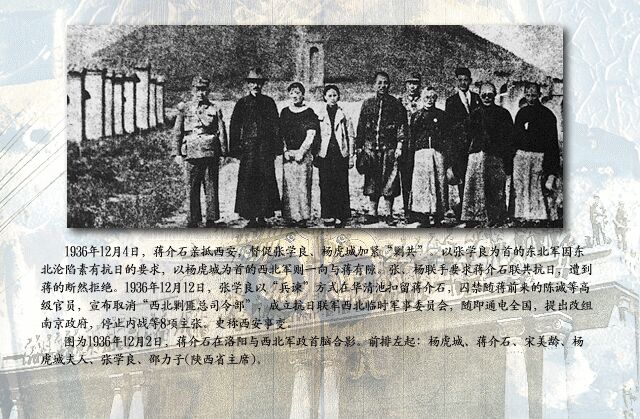 1936年12月4日，蒋介石亲抵西安，督促张学良、杨虎城加紧“剿共”。以张学良为首的东北军因东
北沦陷素有抗日的要求，以杨虎城为首的西北军则一向与蒋有隙。张、杨联手要求蒋介石联共抗日，遭到
蒋的断然拒绝。1936年12月12日，张学良以“兵谏”方式在华清池扣留蒋介石，囚禁随蒋前来的陈诚等高
级官员，宣布取消“西北剿匪总司令部”，成立抗日联军西北临时军事委员会，随即通电全国，提出改组
南京政府，停止内战等8项主张。史称西安事变。
图为1936年12月2日，蒋介石在洛阳与西北军政首脑合影。前排左起：杨虎城、蒋介石、宋美龄、杨
虎城夫人、张学良、邵力子(陕西省主席)。